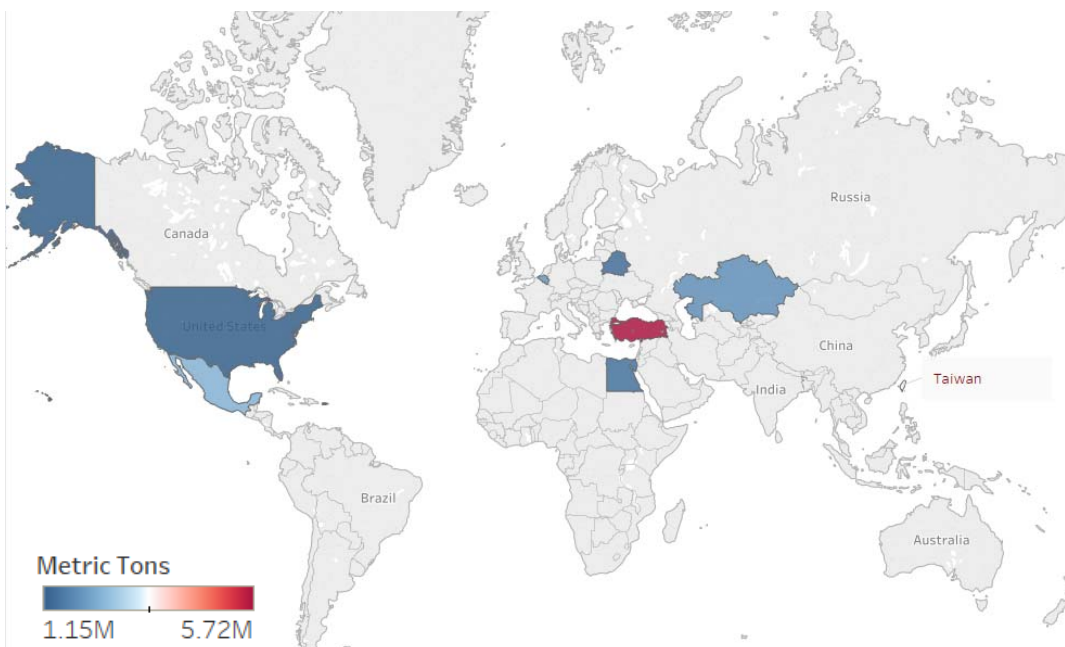 Russia
Canada
United States
China
Taiwan
India
Brazil
Australia
Metric Tons
1.15M 5.72M